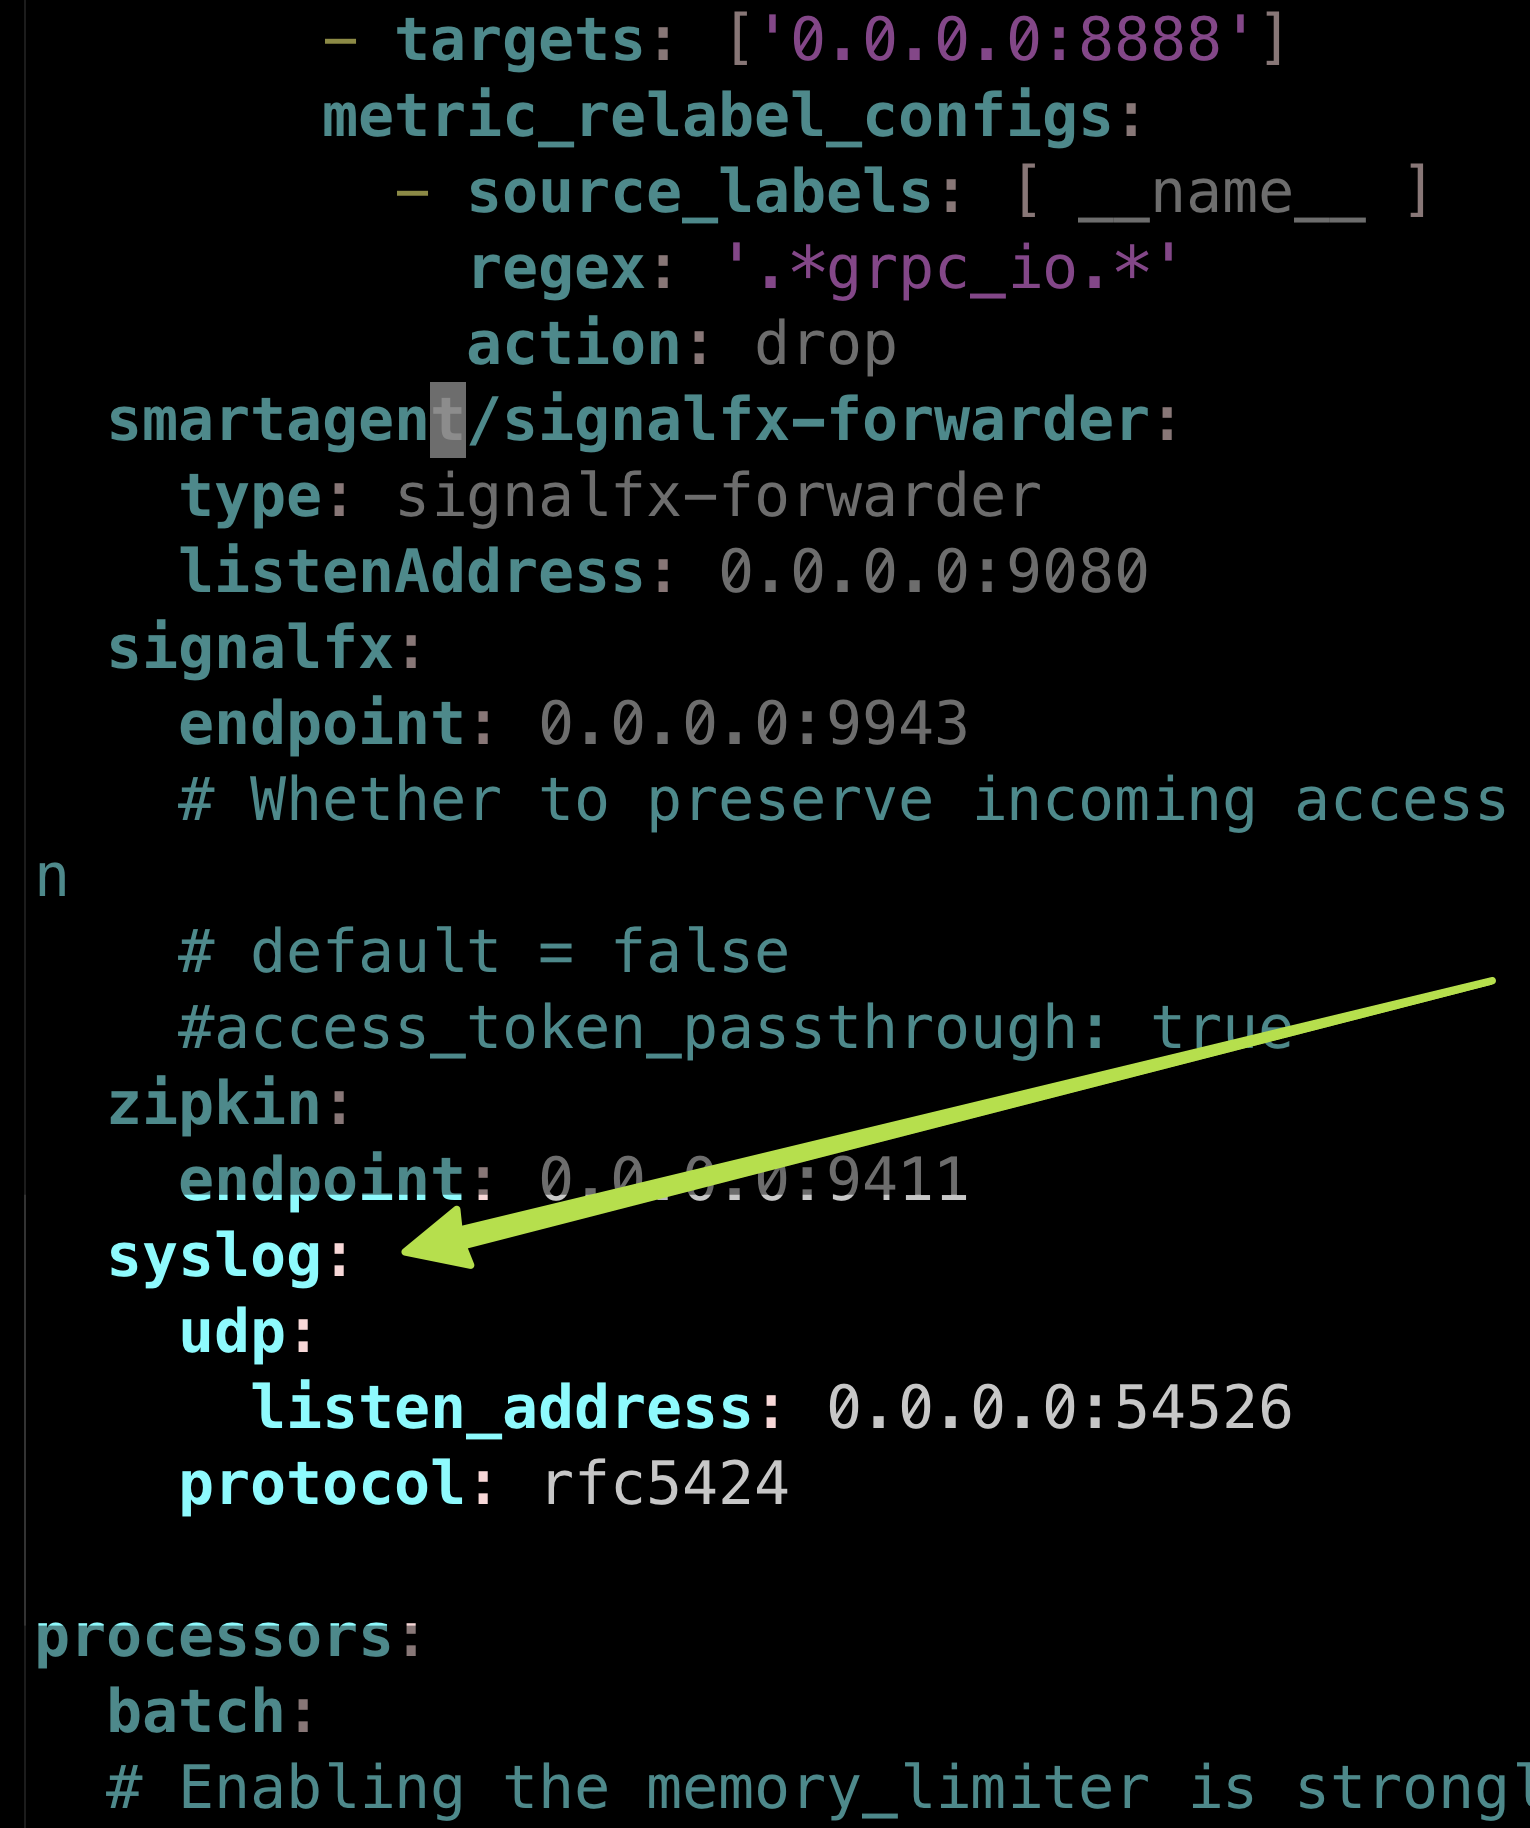 - targets: ['0.0.0.0:8888']
metric_relabel_configs:
- source_labels: [ __name__ ]
regex: '.*grpc_io.*'
action: drop
smartagent/signalfx-forwarder:
type: signalfx-forwarder
listenAddress: 0.0.0.0:9080
signalfx:
endpoint: 0.0.0.0:9943
# Whether to preserve incoming access
n
# default = false
#access_token_passthrough: true
zipkin:
endpoint: 0.0.0.0:9411
syslog:
udp:
listen_address: 0.0.0.0:54526
protocol: rfc5424
processors:
batch:
# Enabling the memory_limiter is strongl